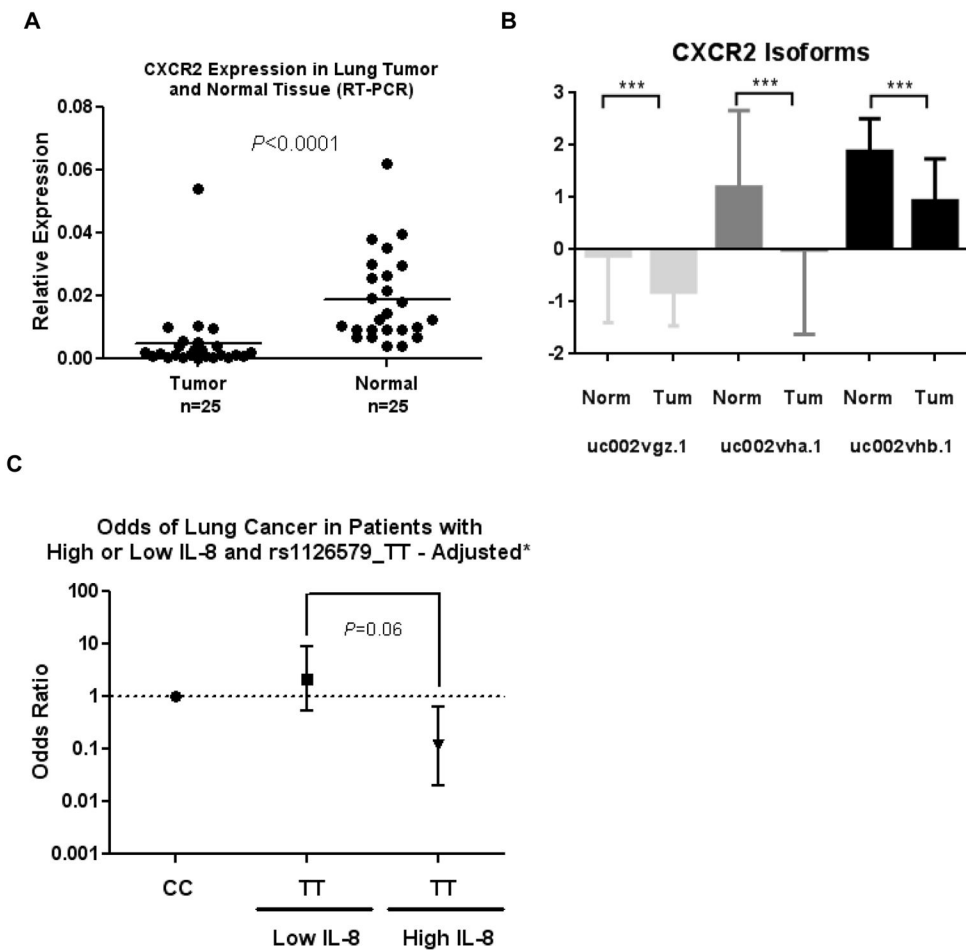 A
CXCR2 Expression in Lung Tumor
and Normal Tissue (RT-PCR)
0.08
0.06
0.04
0.02
0.00
Relative Expression
P<0.0001
Tumor
n=25
Normal
n=25
B
CXCR2 Isoforms
3
2
1
0
-1
-2
***
***
***
Norm Tum Norm Tum Norm Tum
uc002vgz.1 uc002vha.1 uc002vhb.1
C
Odds of Lung Cancer in Patients with
High or Low IL-8 and rs1126579_TT - Adjusted*
100
10
1
0.1
0.01
0.001
Odds Ratio
P=0.06
CC TT TT
Low IL-8 High IL-8